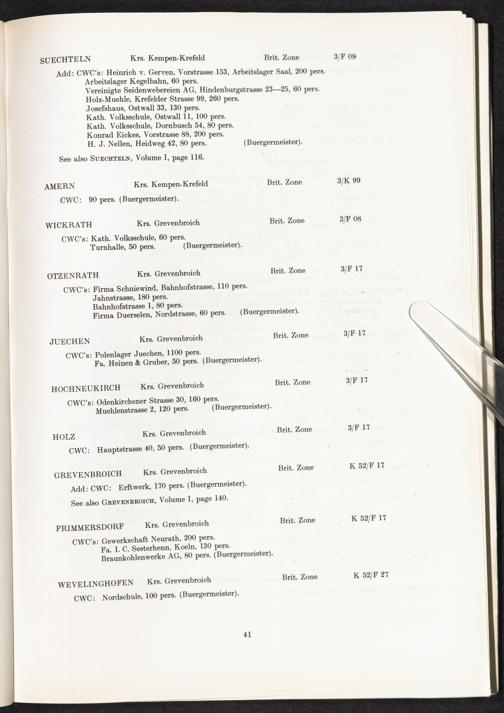 SUECHTELN Krs. Kempen-Krefeld Brit. Zone 3/F 09
Add: CWC's: Heinrich v. Gerven, Vorstrasse 153, Arbeitslager Saal, 200 pers.
Arbeitslager Kegelbahn, 60 pers.
Vereinigte Seidenwebereien AG, Hindenburgstrasse 23—25, 60 pers.
Holz-Muehle, Krefelder Strasse 99, 260 pers.
Josefshaus, Ostwall 33, 130 pers.
Kath. Volksschule, Ostwall 11, 100 pers.
Kath. Volksschule, Dornbusch 54, 80 pers.
Konrad Eickes, Vorstrasse 88, 200 pers.
H. J. Nellen, Heidweg 42, 80 pers. (Buergermeister).
See also SUECHTELN, Volume I, page 116.
AMERN Krs. Kempen-Krefeld Brit. Zone 3/K 99
CWC: 90 pers. (Buergermeister).
WICKRATH Krs. Grevenbroich Brit. Zone 3/F 08
CWC's: Kath. Volksschule, 60 pers.
Turnhalle, 50 pers. (Buergermeister).
OTZENRATH Krs. Grevenbroich Brit. Zone 3/F 17
CWC's: Firma Schniewind, Bahnhofstrasse, 110 pers.
Jahnstrasse, 180 pers.
Bahnhofstrasse 1, 80 pers.
Firma Duerselen, Nordstrasse, 60 pers. (Buergermeister).
JUECHEN Krs. Grevenbroich Brit. Zone 3/F 17
CWC's: Polenlager Juechen, 1100 pers.
Fa. Heinen & Gruber, 50 pers. (Buergermeister).
HOCHNEUKIRCH Krs. Grevenbroich Brit. Zone 3/F 17
CWC's: Odenkirchener Strasse 30, 160 pers.
Muehlenstrasse 2, 120 pers. (Buergermeister).
HOLZ Krs. Grevenbroich Brit. Zone 3/F 17
CWC: Hauptstrasse 40, 50 pers. (Buergermeister).
GREVENBROICH Krs. Grevenbroich Brit. Zone K 52/F 17
Add: CWC: Erftwerk, 170 pers. (Buergermeister).
See also GREVENBROICH, Volume I, page 140.
FRIMMERSDORF Krs. Grevenbroich Brit. Zone K 52/F 17
CWC's: Gewerkschaft Neurath, 200 pers.
Fa. I. C. Sesterhenn, Koeln, 130 pers.
Braunkohlenwerke AG, 80 pers. (Buergermeister).
WEVELINGHOFEN Krs. Grevenbroich Brit. Zone K 52/F 27
CWC: Nordschule, 100 pers. (Buergermeister).
41